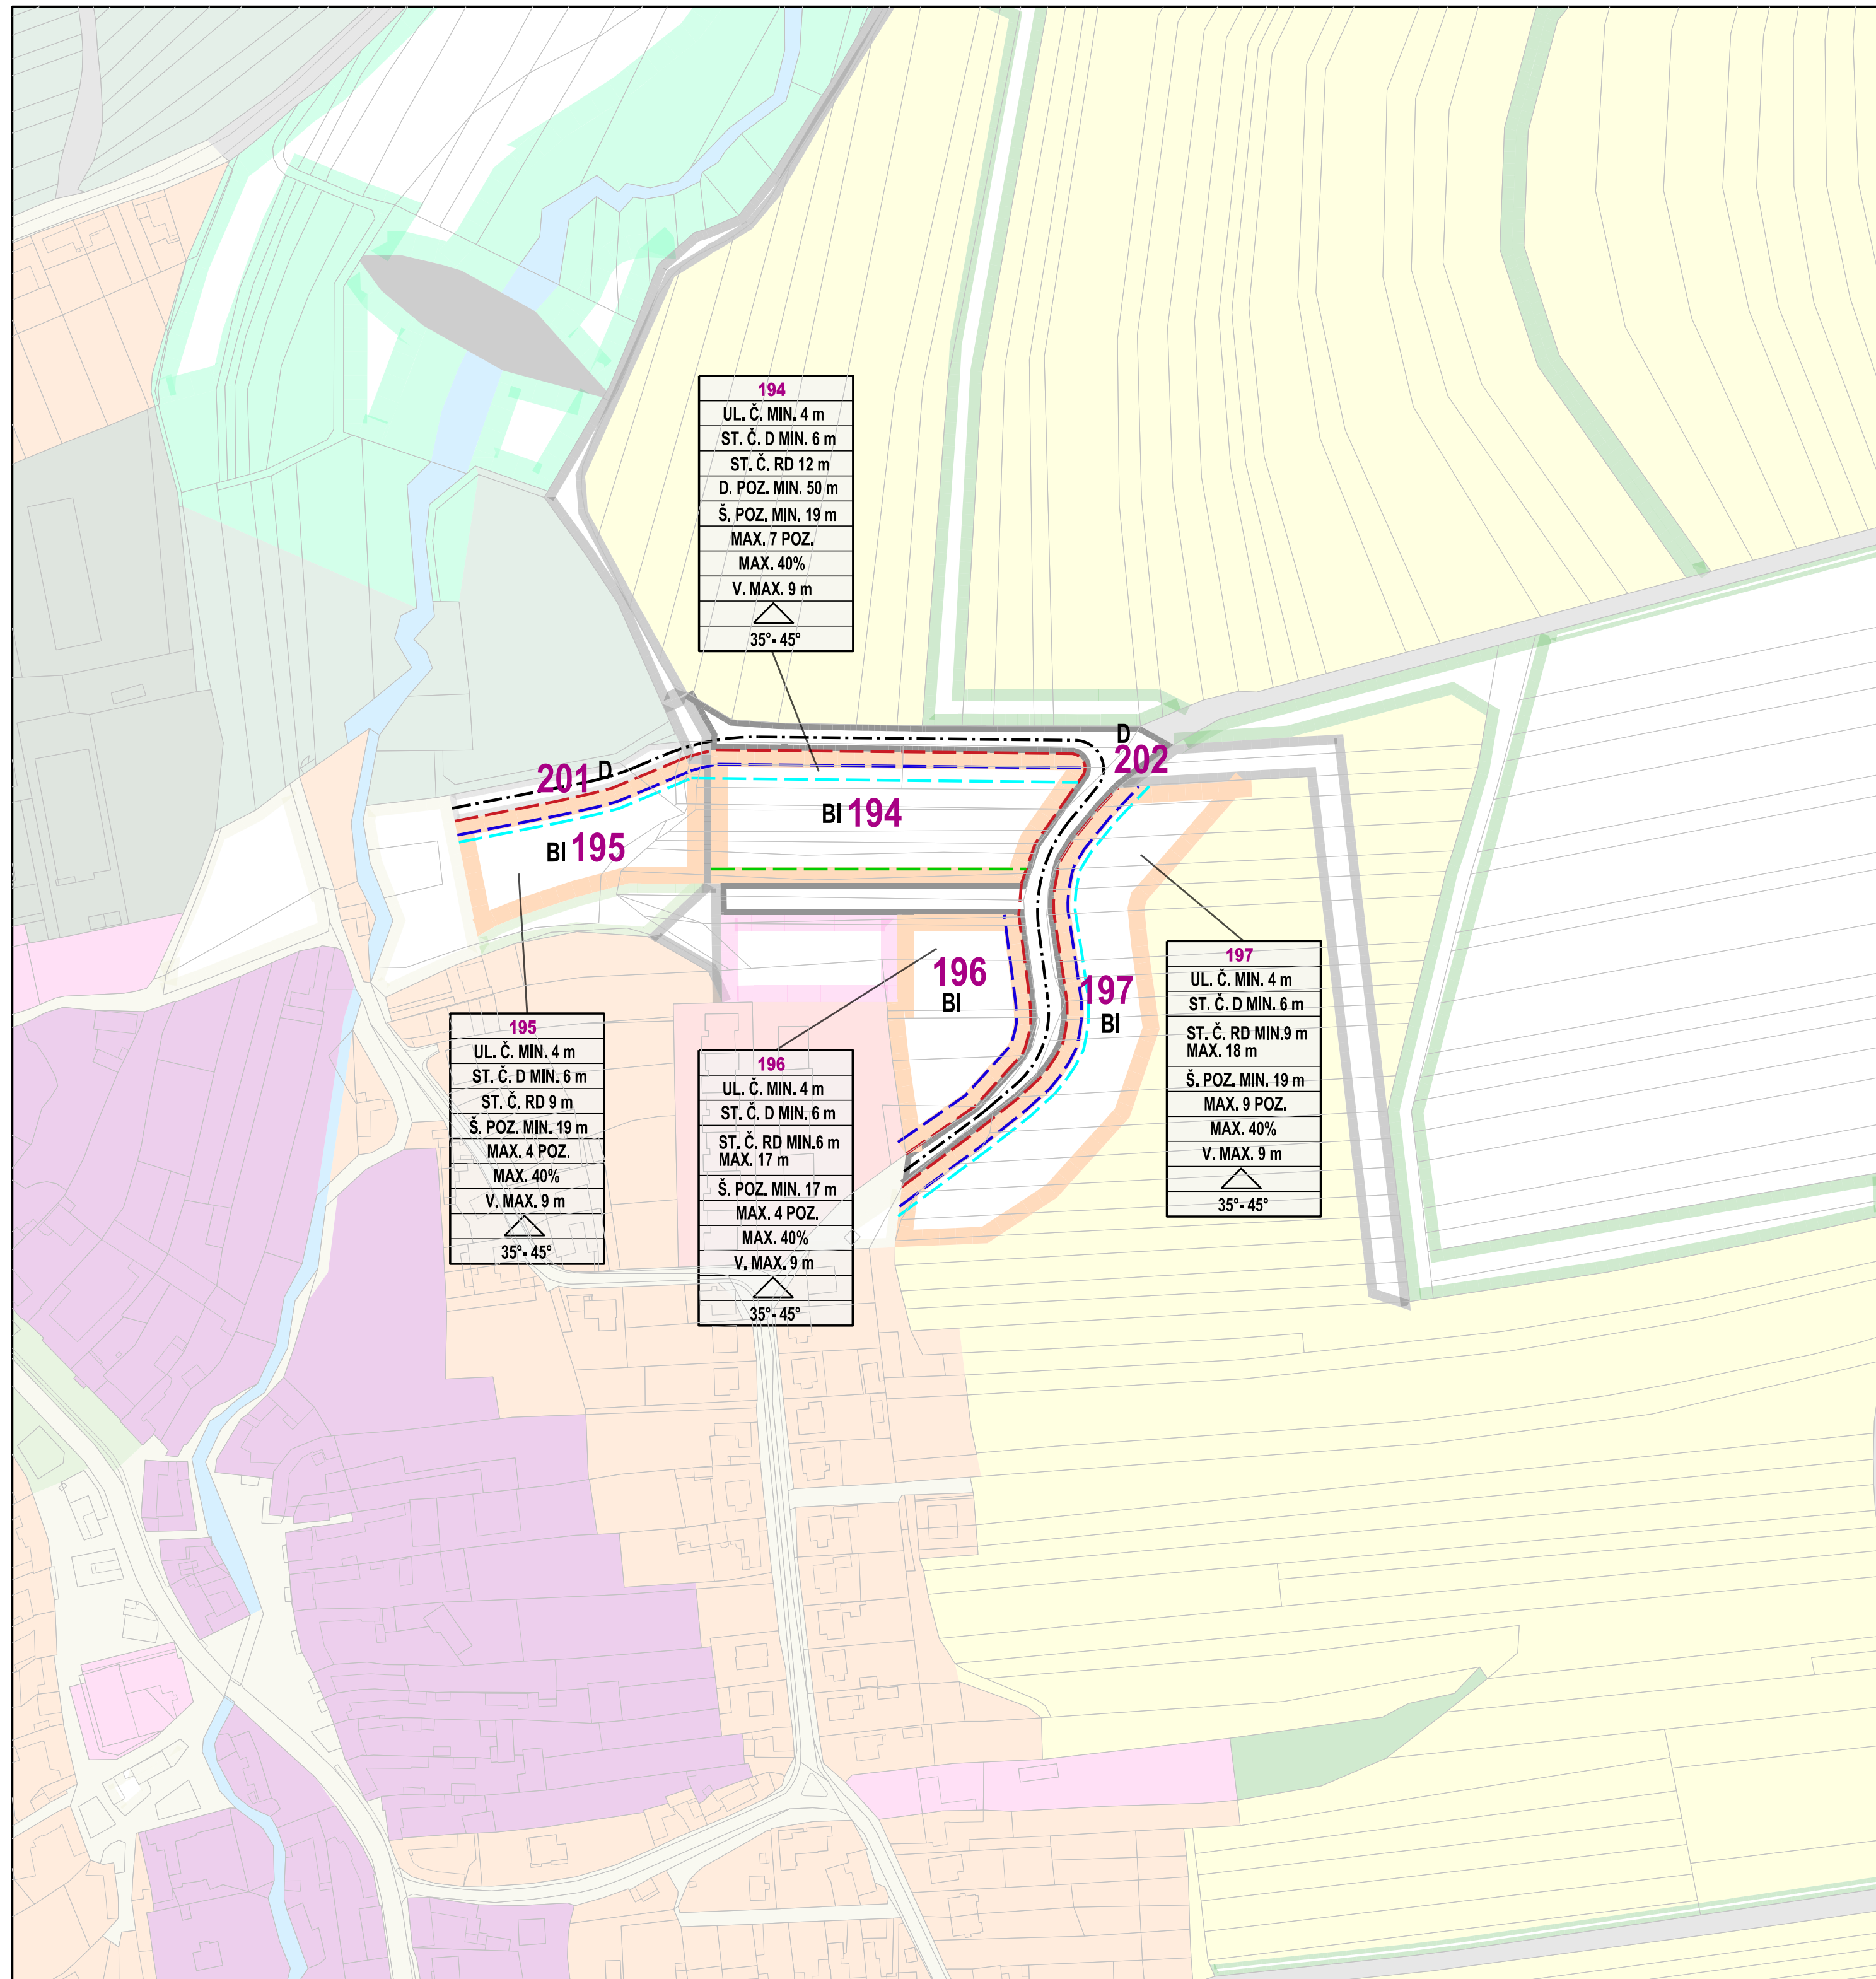 194
UL. Č. MIN. 4 m
ST. Č. D MIN. 6 m
ST. Č. RD 12 m
D. POZ. MIN. 50 m
Š. POZ. MIN. 19 m
MAX. 7 POZ.
MAX. 40%
V. MAX. 9 m
35°- 45°
D
202
201 D
BI 194
BI 195
196
BI
197
BI
197
UL. Č. MIN. 4 m
ST. Č. D MIN. 6 m
ST. Č. RD MIN.9 m
MAX. 18 m
Š. POZ. MIN. 19 m
MAX. 9 POZ.
MAX. 40%
V. MAX. 9 m
35°- 45°
195
UL. Č. MIN. 4 m
ST. Č. D MIN. 6 m
ST. Č. RD 9 m
Š. POZ. MIN. 19 m
MAX. 4 POZ.
MAX. 40%
V. MAX. 9 m
35°- 45°
196
UL. Č. MIN. 4 m
ST. Č. D MIN. 6 m
ST. Č. RD MIN.6 m
MAX. 17 m
Š. POZ. MIN. 17 m
MAX. 4 POZ.
MAX. 40%
V. MAX. 9 m
35°- 45°